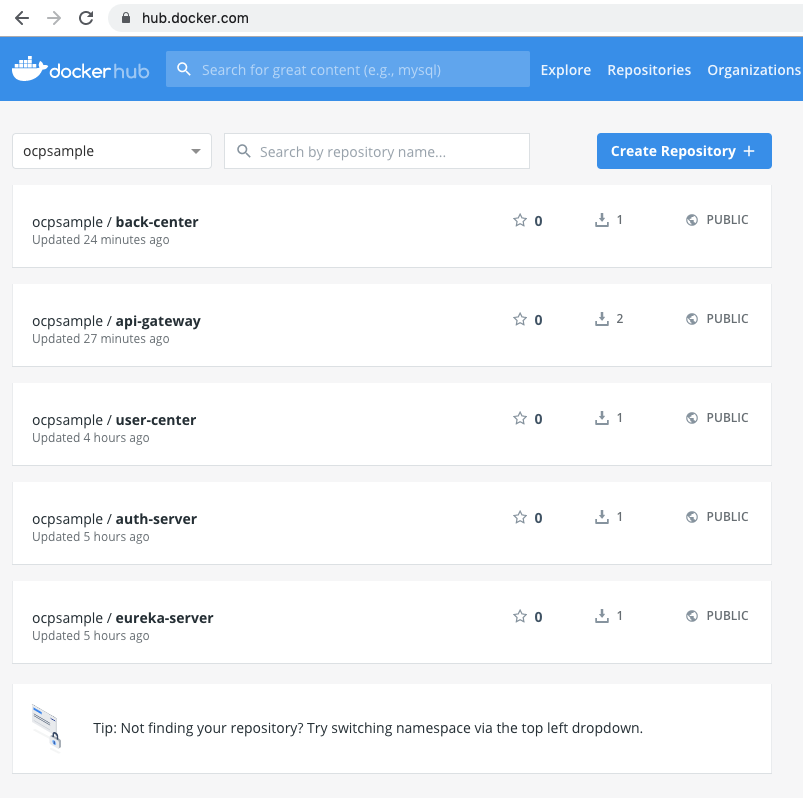 hub.docker.com
dockerhub
Search for great content (e.g., mysql)
Explore Repositories Organizations
ocpsample
Search by repository name...
Create Repository +
ocpsample / back-center
Updated 24 minutes ago
0 1 PUBLIC
ocpsample / api-gateway
Updated 27 minutes ago
0 2 PUBLIC
ocpsample / user-center
Updated 4 hours ago
0 1 PUBLIC
ocpsample / auth-server
Updated 5 hours ago
0 1 PUBLIC
ocpsample / eureka-server
Updated 5 hours ago
0 1 PUBLIC
Tip: Not finding your repository? Try switching namespace via the top left dropdown.